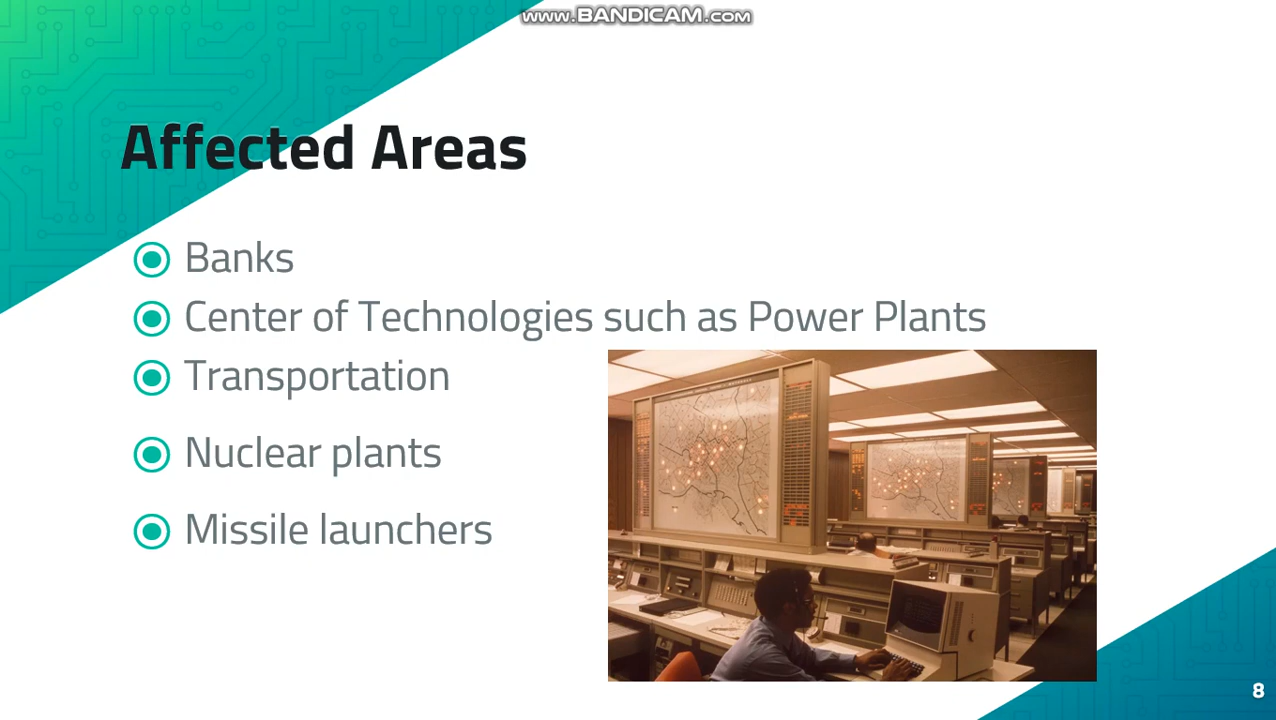 www.BANDICAM.com
Affected Areas
Banks
Center of Technologies such as Power Plants
Transportation
Nuclear plants
Missile launchers
8